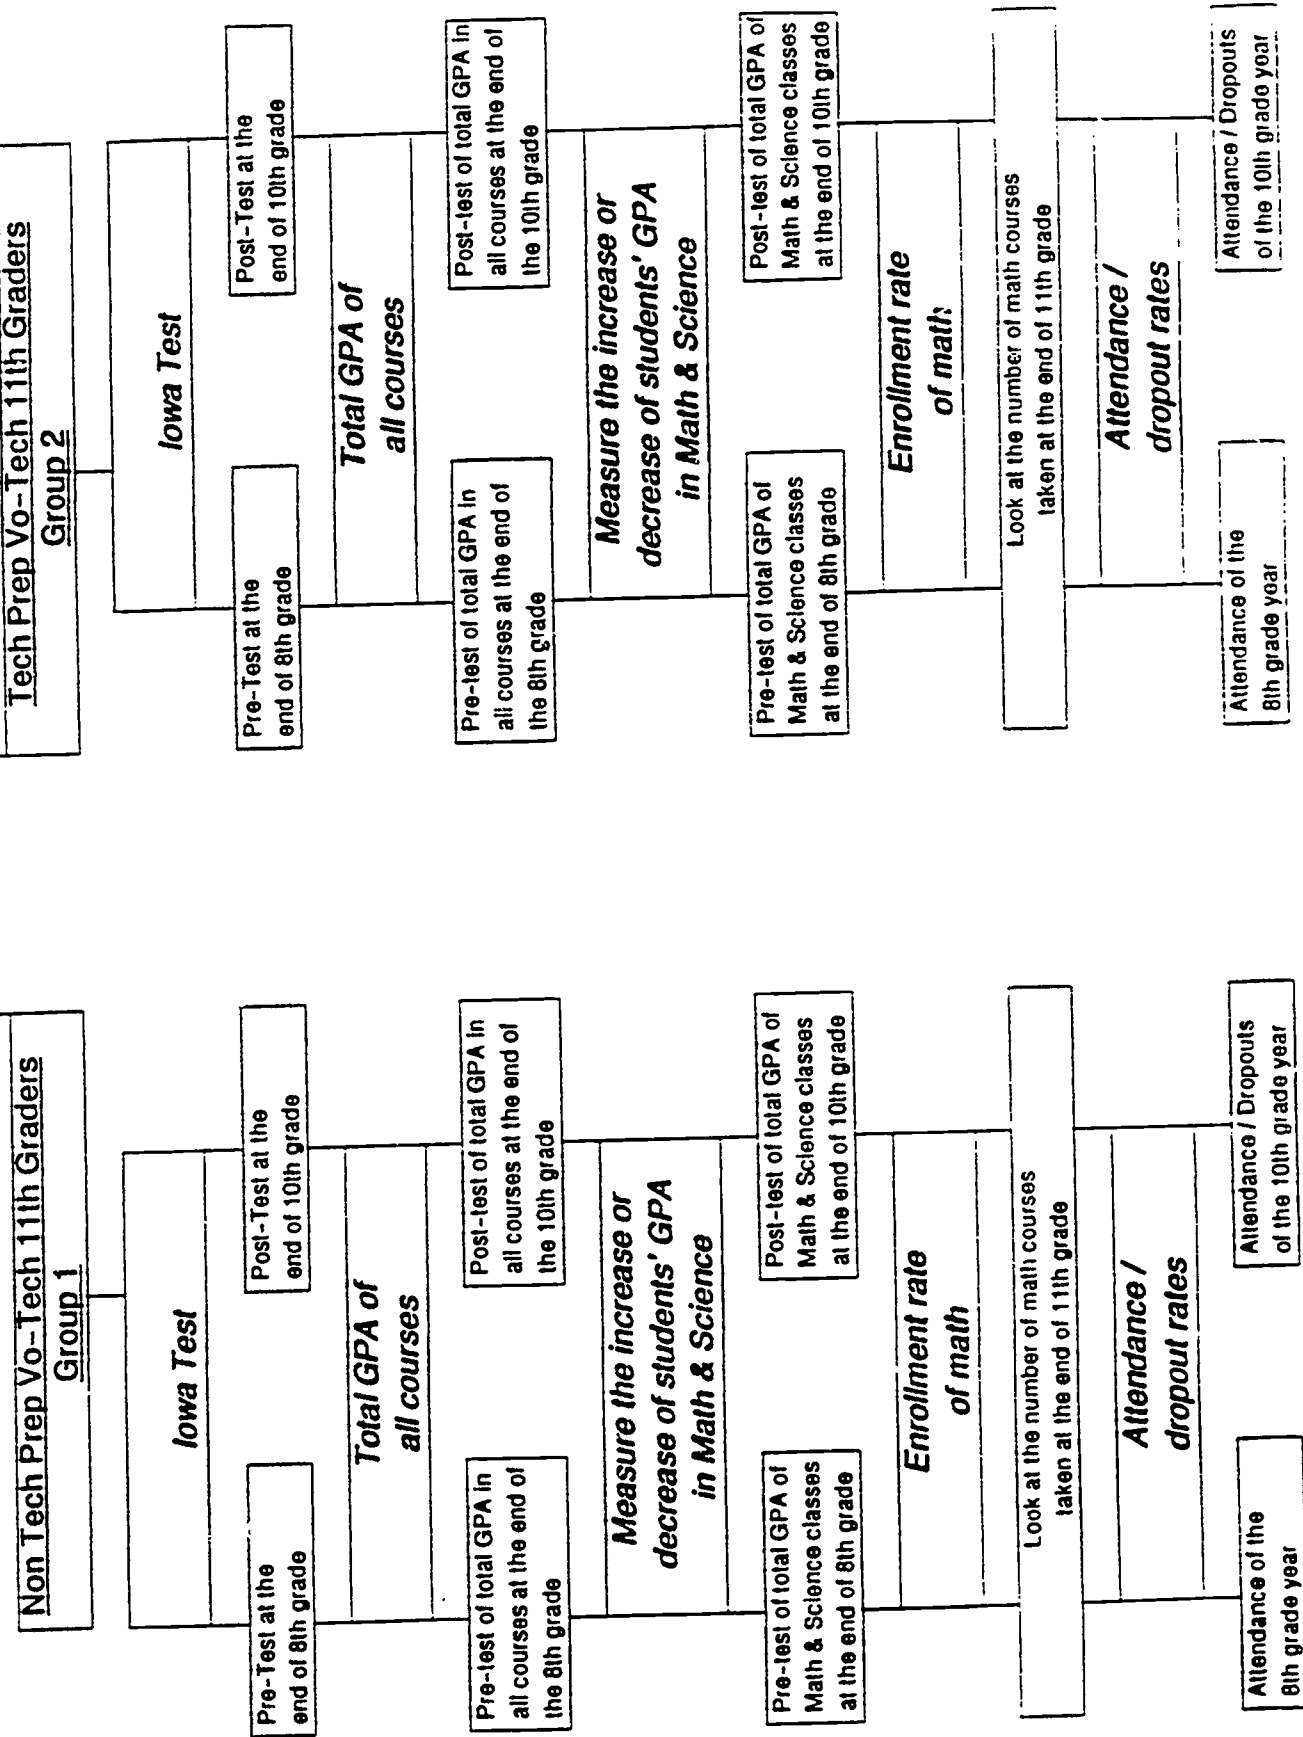 Non Tech Prep Vo-Tech 11th Graders
Group 1
Iowa Test
Pre-Test at the
end of 8th grade
Post-Test at the
end of 10th grade
Total GPA of
all courses
Pre-test of total GPA in
all courses at the end of
the 8th grade
Post-test of total GPA in
all courses at the end of
the 10th grade
Measure the increase or
decrease of students' GPA
in Math & Science
Pre-test of total GPA of
Math & Science classes
at the end of 8th grade
Post-test of total GPA of
Math & Science classes
at the end of 10th grade
Enrollment rate
of math
Look at the number of math courses
taken at the end of 11th grade
Attendance /
dropout rates
Attendance of the
8th grade year
Attendance / Dropouts
of the 10th grade year
Tech Prep Vo-Tech 11th Graders
Group 2
Iowa Test
Pre-Test at the
end of 8th grade
Post-Test at the
end of 10th grade
Total GPA of
all courses
Pre-test of total GPA in
all courses at the end of
the 8th grade
Post-test of total GPA in
all courses at the end of
the 10th grade
Measure the increase or
decrease of students' GPA
in Math & Science
Pre-test of total GPA of
Math & Science classes
at the end of 8th grade
Post-test of total GPA of
Math & Science classes
at the end of 10th grade
Enrollment rate
of math
Look at the number of math courses
taken at the end of 11th grade
Attendance /
dropout rates
Attendance of the
8th grade year
Attendance / Dropouts
of the 10th grade year